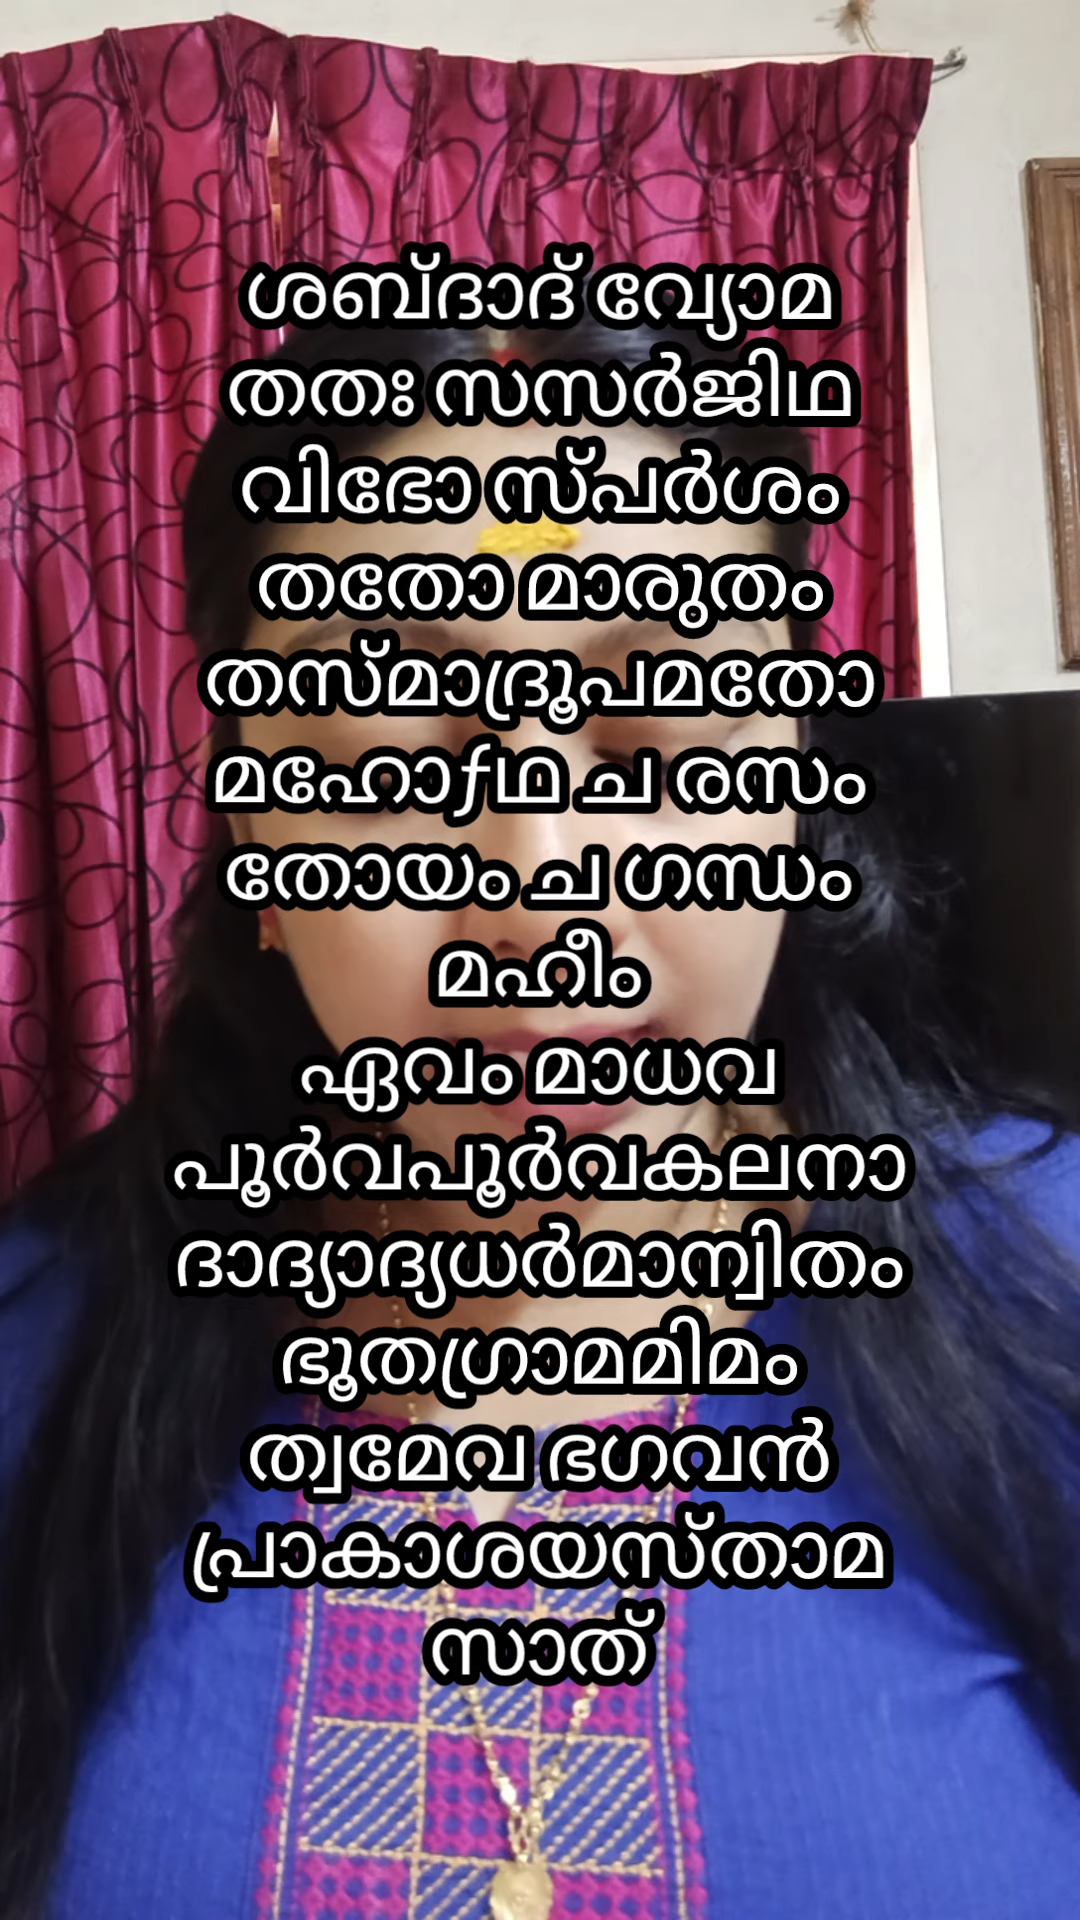 ശബ്ദാദ് വ്യോമ
തതഃ സസർജിഥ
വിഭോ സ്പർശം
തതോ മാരുതം
തസ്മാദ്രൂപമതോ
മഹോƒഥ ച രസം
തോയം ച ഗന്ധം
മഹീം
ഏവം മാധവ
പൂർവപൂർവകലനാ
ദാദ്യാദ്യധർമാന്വിതം
ഭൂതഗ്രാമമിമം
ത്വമേവ ഭഗവൻ
പ്രാകാശയസ്താമ
സാത്